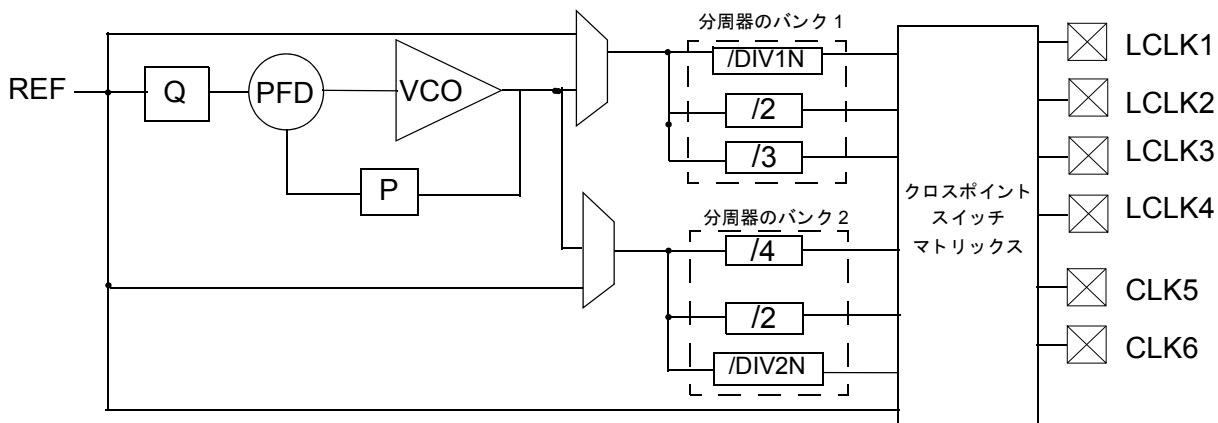 分周器のバンク 1
REF
Q
PFD
VCO
P
/DIV1N
/2
/3
分周器のバンク 2
/4
/2
/DIV2N
クロスポイント
スイッチ
マトリックス
LCLK1
LCLK2
LCLK3
LCLK4
CLK5
CLK6